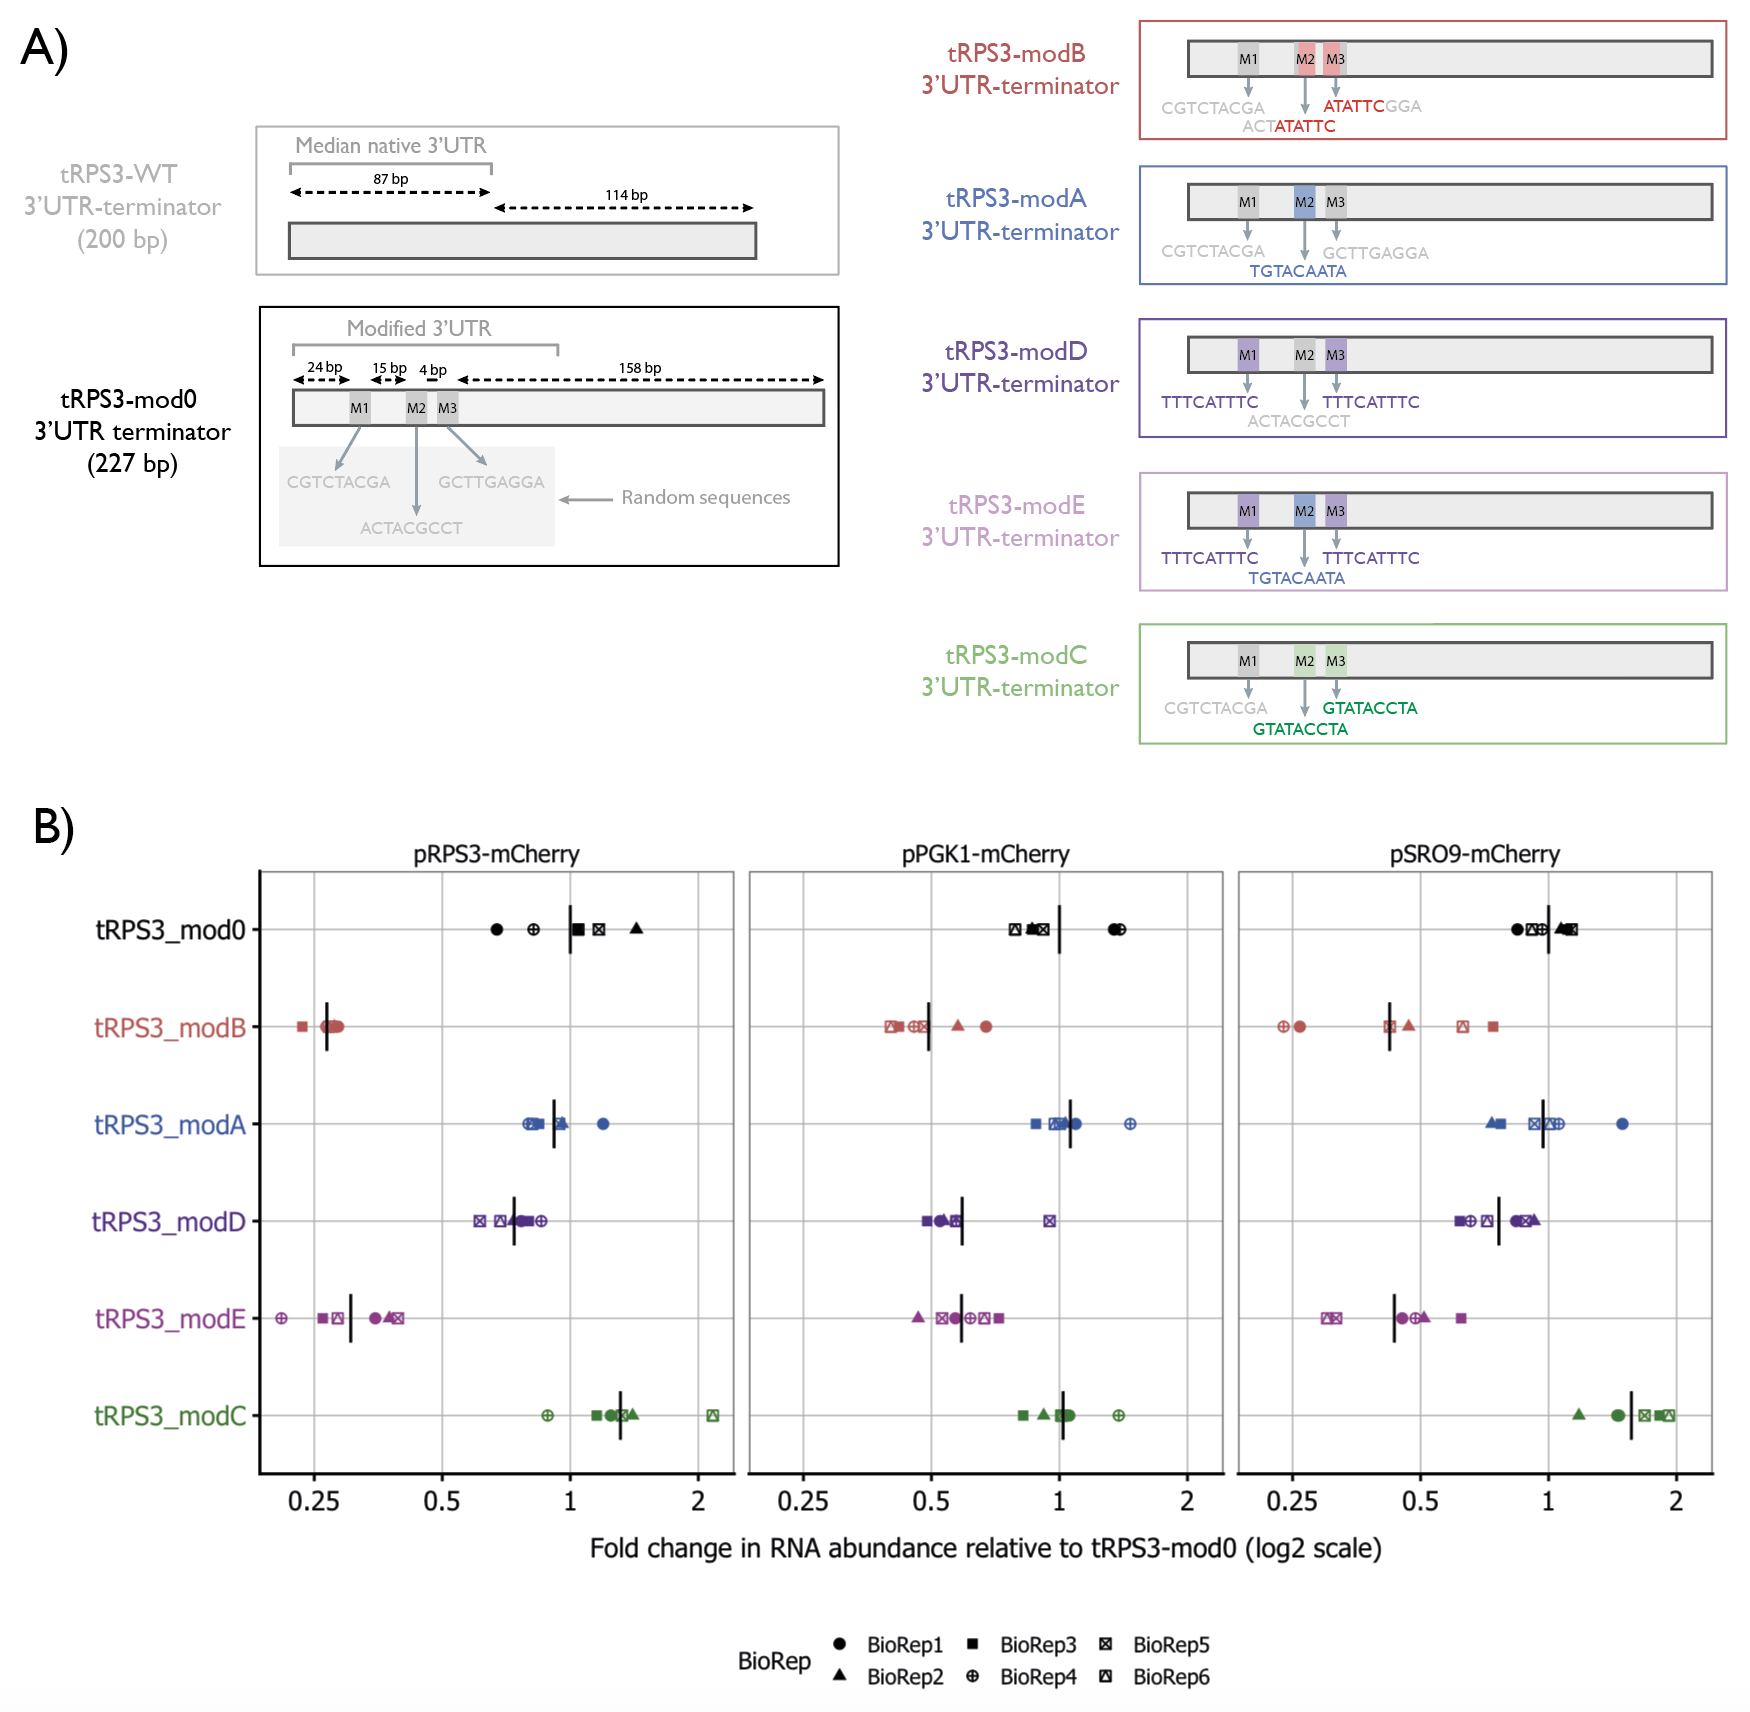 A)
tRPS3-WT
3'UTR-terminator
(200 bp)
Median native 3'UTR
87 bp
114 bp
tRPS3-mod0
3'UTR terminator
(227 bp)
Modified 3'UTR
24 bp
15 bp
4 bp
158 bp
M1
M2
M3
CGTCTACGA
GCTTGAGGA
ACTACGCCT
Random sequences
tRPS3-modB
3'UTR-terminator
M1
M2
M3
CGTCTACGA
ATATTCGGA
ACTATATTC
tRPS3-modA
3'UTR-terminator
M1
M2
M3
CGTCTACGA
GCTTGAGGA
TGTACAATA
tRPS3-modD
3'UTR-terminator
M1
M2
M3
TTTCATTTC
TTTCATTTC
ACTACGCCT
tRPS3-modE
3'UTR-terminator
M1
M2
M3
TTTCATTTC
TTTCATTTC
TGTACAATA
tRPS3-modC
3'UTR-terminator
M1
M2
M3
CGTCTACGA
GTATACCTA
GTATACCTA
B)
pRPS3-mCherry
pPGK1-mCherry
pSRO9-mCherry
tRPS3_mod0
tRPS3_modB
tRPS3_modA
tRPS3_modD
tRPS3_modE
tRPS3_modC
0.25 0.5 1 2
0.25 0.5 1 2
0.25 0.5 1 2
Fold change in RNA abundance relative to tRPS3-mod0 (log2 scale)
BioRep
BioRep1
BioRep3
BioRep5
BioRep2
BioRep4
BioRep6